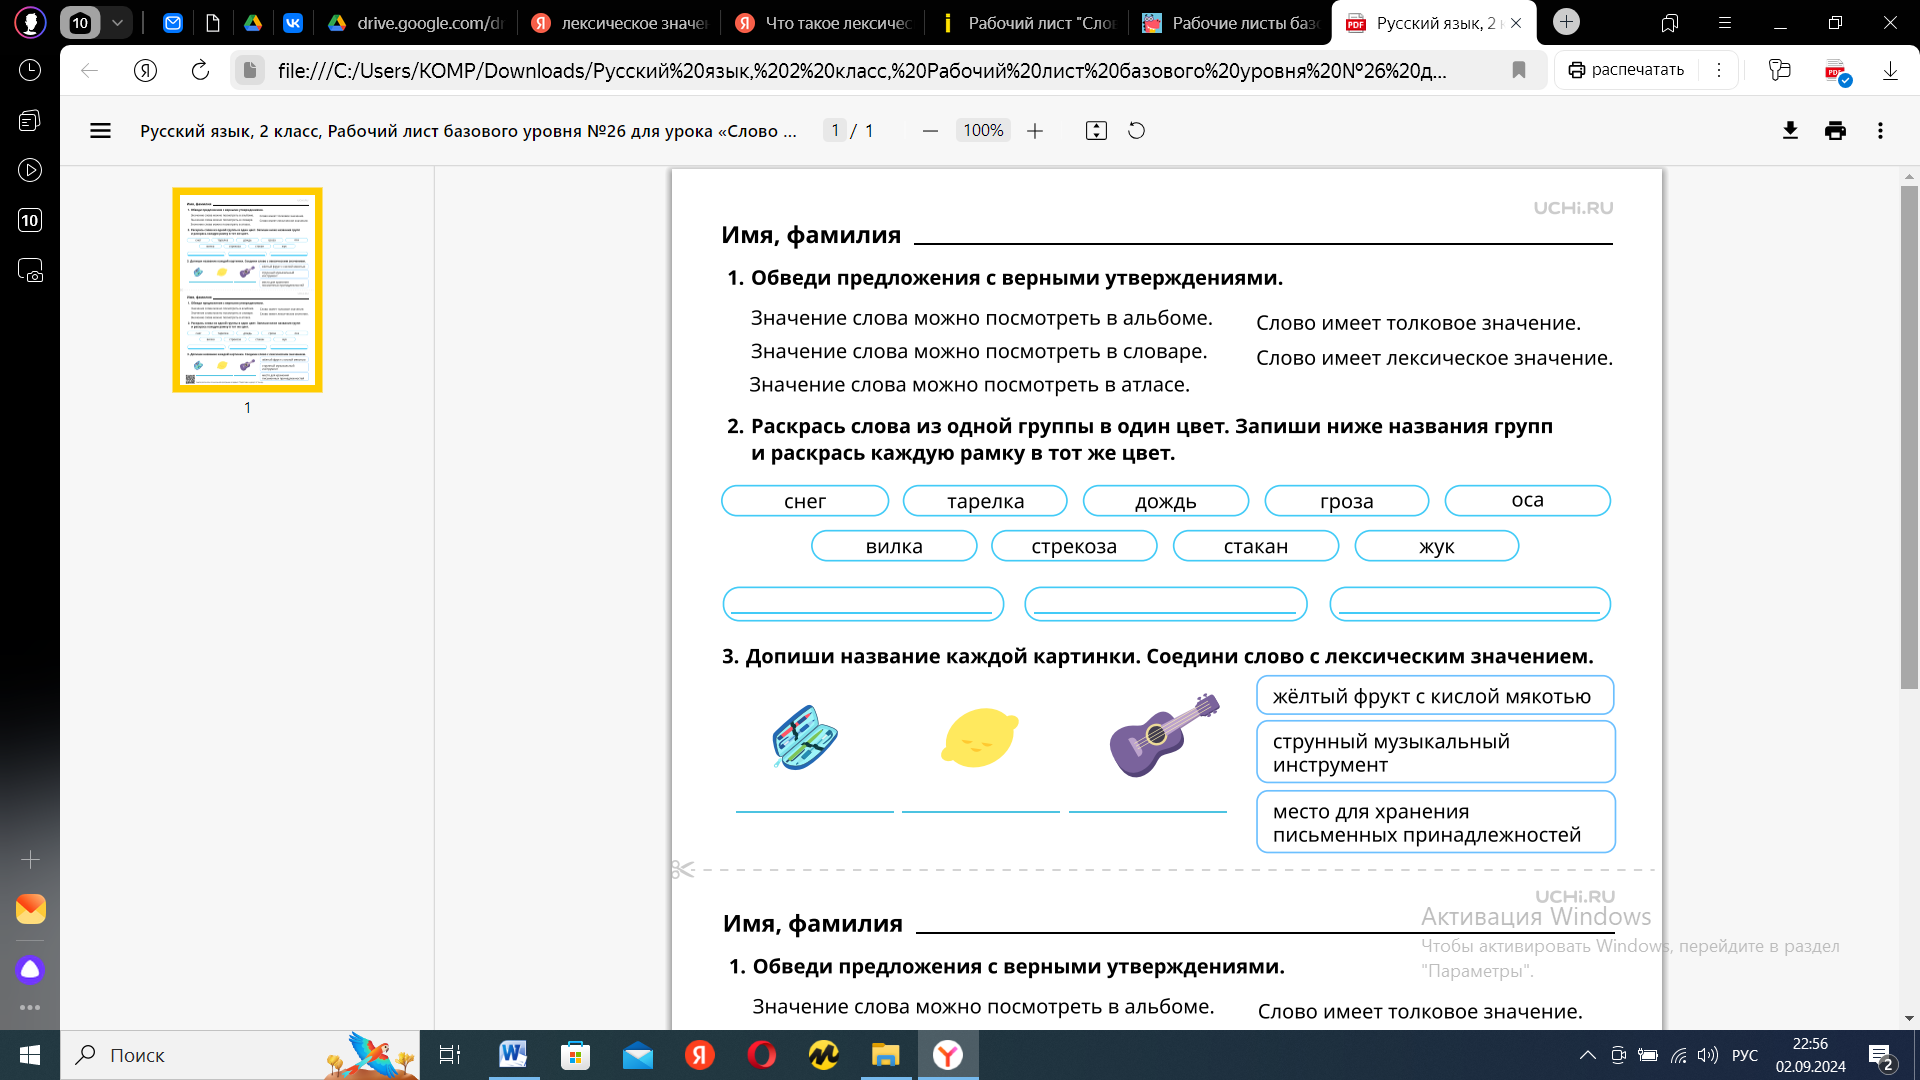 10
drive.google.com/dr
лексическое значен
Что такое лексичес
Рабочий лист "Слов
Рабочие листы базо
Русский язык, 2 к
file:///C:/Users/KOMP/Downloads/Русский%20язык,%202%20класс,%20Рабочий%20лист%20базового%20уровня%20№26%20д...
распечатать
10
Русский язык, 2 класс, Рабочий лист базового уровня №26 для урока «Слово ...
1 / 1
100%
1
UCHi.RU
Имя, фамилия
1. Обведи предложения с верными утверждениями.
Значение слова можно посмотреть в альбоме.
Значение слова можно посмотреть в словаре.
Значение слова можно посмотреть в атласе.
Слово имеет толковое значение.
Слово имеет лексическое значение.
2. Раскрась слова из одной группы в один цвет. Запиши ниже названия групп
и раскрась каждую рамку в тот же цвет.
снег тарелка дождь гроза оса
вилка стрекоза стакан жук
3. Допиши название каждой картинки. Соедини слово с лексическим значением.
жёлтый фрукт с кислой мякотью
струнный музыкальный
инструмент
место для хранения
письменных принадлежностей
UCHi.RU
Имя, фамилия
1. Обведи предложения с верными утверждениями.
Значение слова можно посмотреть в альбоме.
Слово имеет толковое значение.
Активация Windows
Чтобы активировать Windows, перейдите в раздел
"Параметры".
Поиск
РУС
22:56
02.09.2024
2